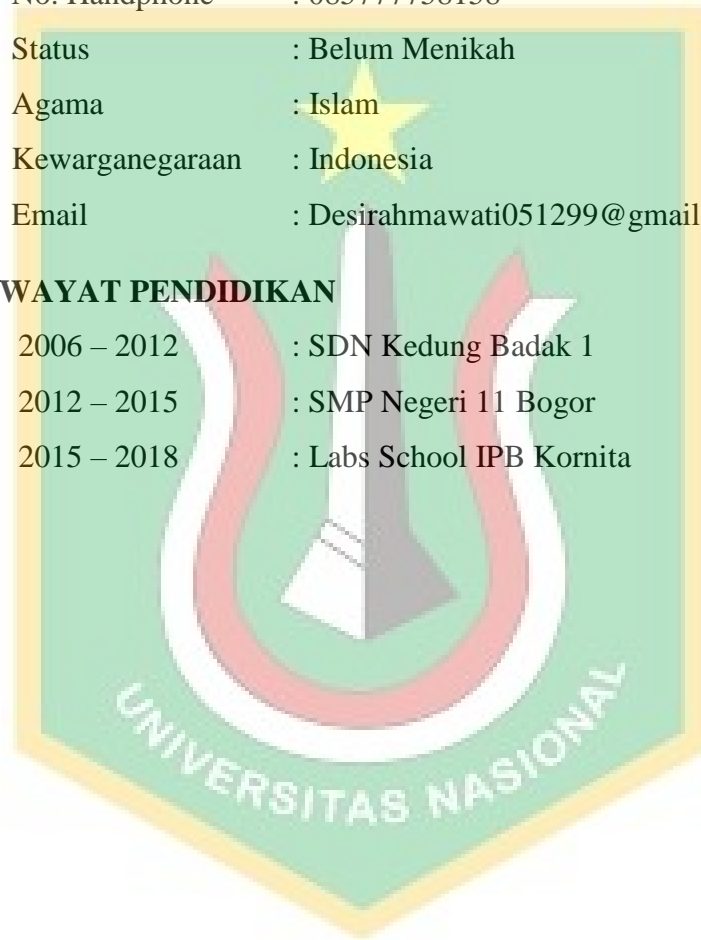 Status : Belum Menikah
Agama : Islam
Kewarganegaraan : Indonesia
Email : Desirahmawati051299@gmail
WAYAT PENDIDIKAN
2006 – 2012 : SDN Kedung Badak 1
2012 – 2015 : SMP Negeri 11 Bogor
2015 – 2018 : Labs School IPB Kornita
UNIVERSITAS NASIONAL